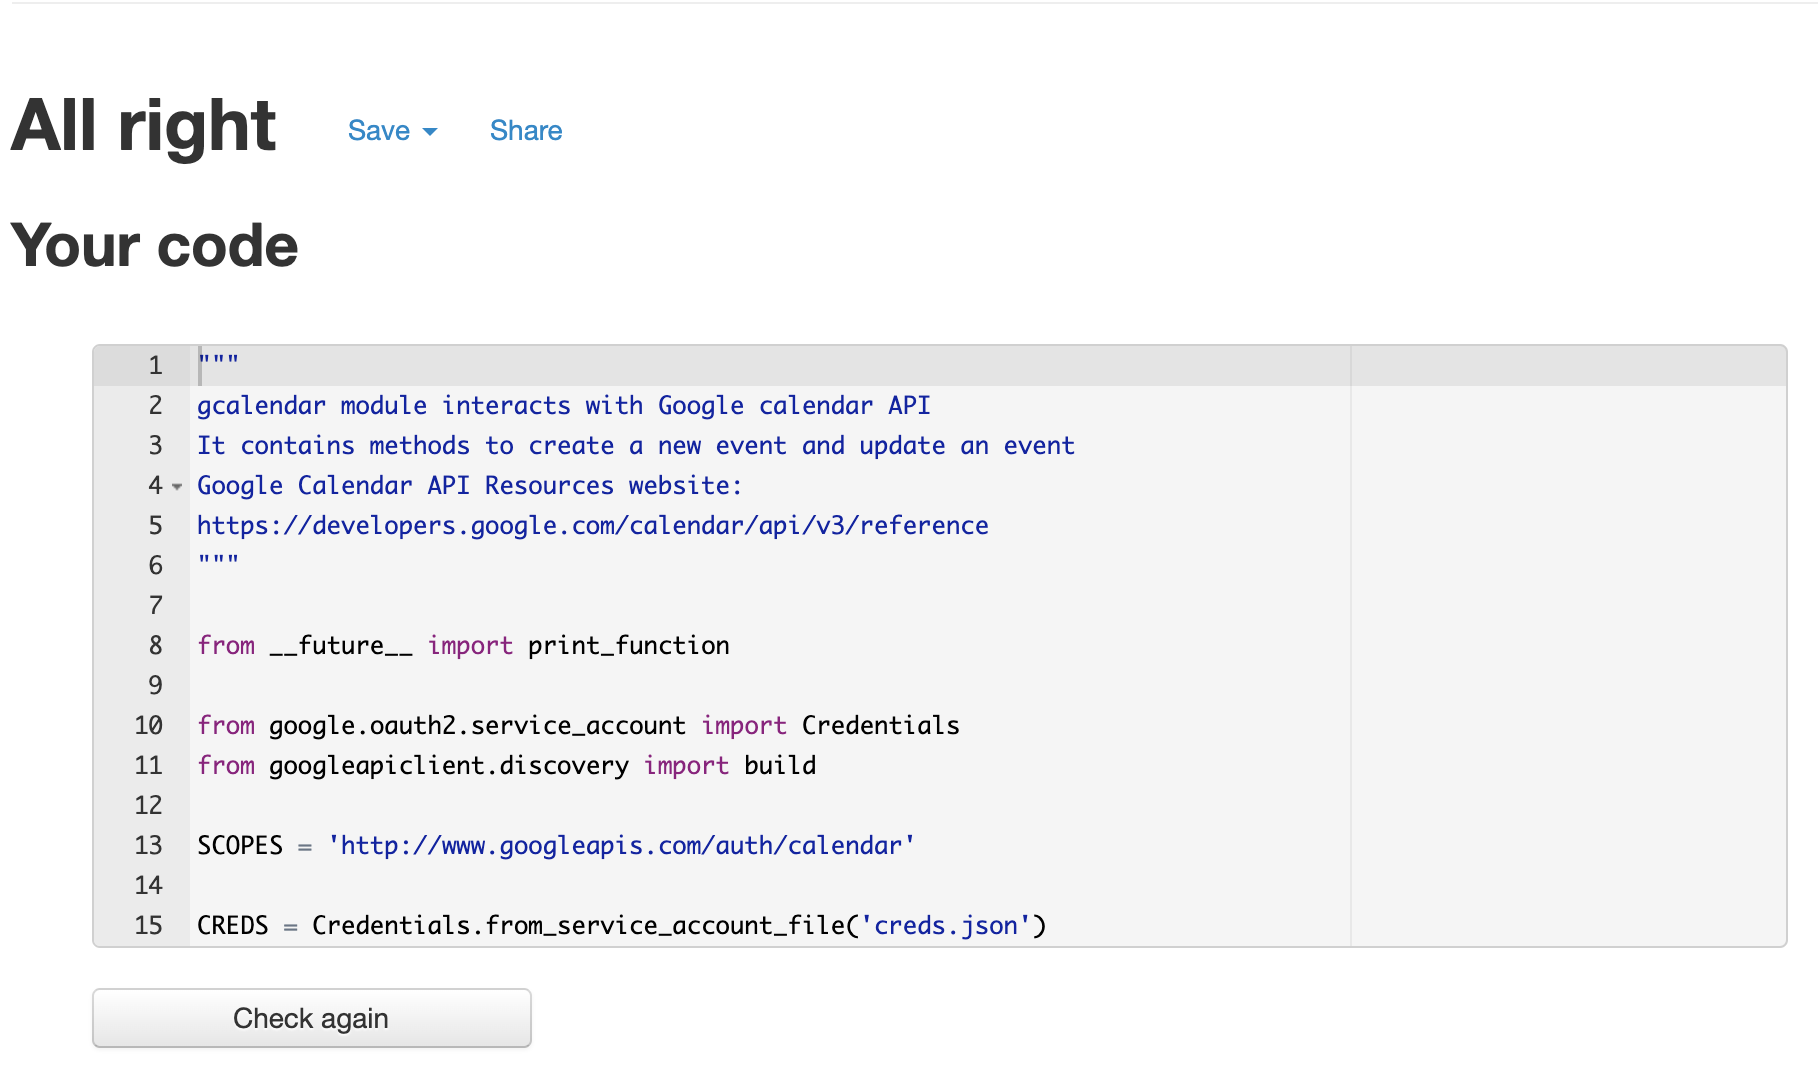 All right Save Share
Your code
1 """
2 gcalendar module interacts with Google calendar API
3 It contains methods to create a new event and update an event
4 Google Calendar API Resources website:
5 https://developers.google.com/calendar/api/v3/reference
6 """
7
8 from __future__ import print_function
9
10 from google.oauth2.service_account import Credentials
11 from googleapiclient.discovery import build
12
13 SCOPES = 'http://www.googleapis.com/auth/calendar'
14
15 CREDS = Credentials.from_service_account_file('creds.json')
Check again